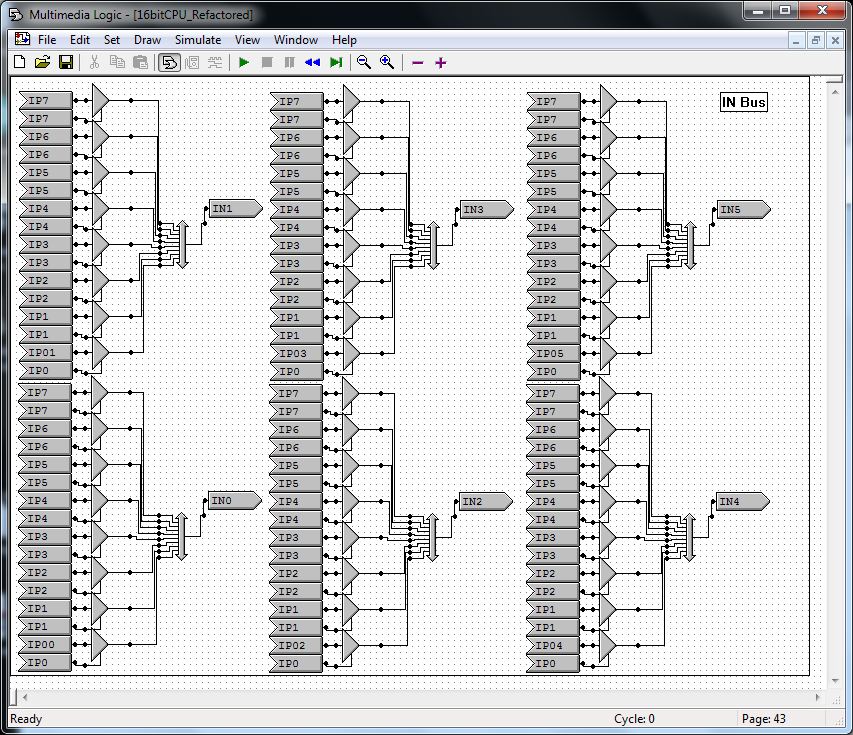 Multimedia Logic - [16bitCPU_Refactored]
File Edit Set Draw Simulate View Window Help
IN Bus
IP7
IP7
IP6
IP6
IP5
IP5
IP4
IP4
IP3
IP3
IP2
IP2
IP1
IP1
IP01
IP0
IN1
IP7
IP7
IP6
IP6
IP5
IP5
IP4
IP4
IP3
IP3
IP2
IP2
IP1
IP1
IP03
IP0
IN3
IP7
IP7
IP6
IP6
IP5
IP5
IP4
IP4
IP3
IP3
IP2
IP2
IP1
IP1
IP05
IP0
IN5
IP7
IP7
IP6
IP6
IP5
IP5
IP4
IP4
IP3
IP3
IP2
IP2
IP1
IP1
IP00
IP0
IN0
IP7
IP7
IP6
IP6
IP5
IP5
IP4
IP4
IP3
IP3
IP2
IP2
IP1
IP1
IP02
IP0
IN2
IP7
IP7
IP6
IP6
IP5
IP5
IP4
IP4
IP3
IP3
IP2
IP2
IP1
IP1
IP04
IP0
IN4
Ready Cycle: 0 Page: 43